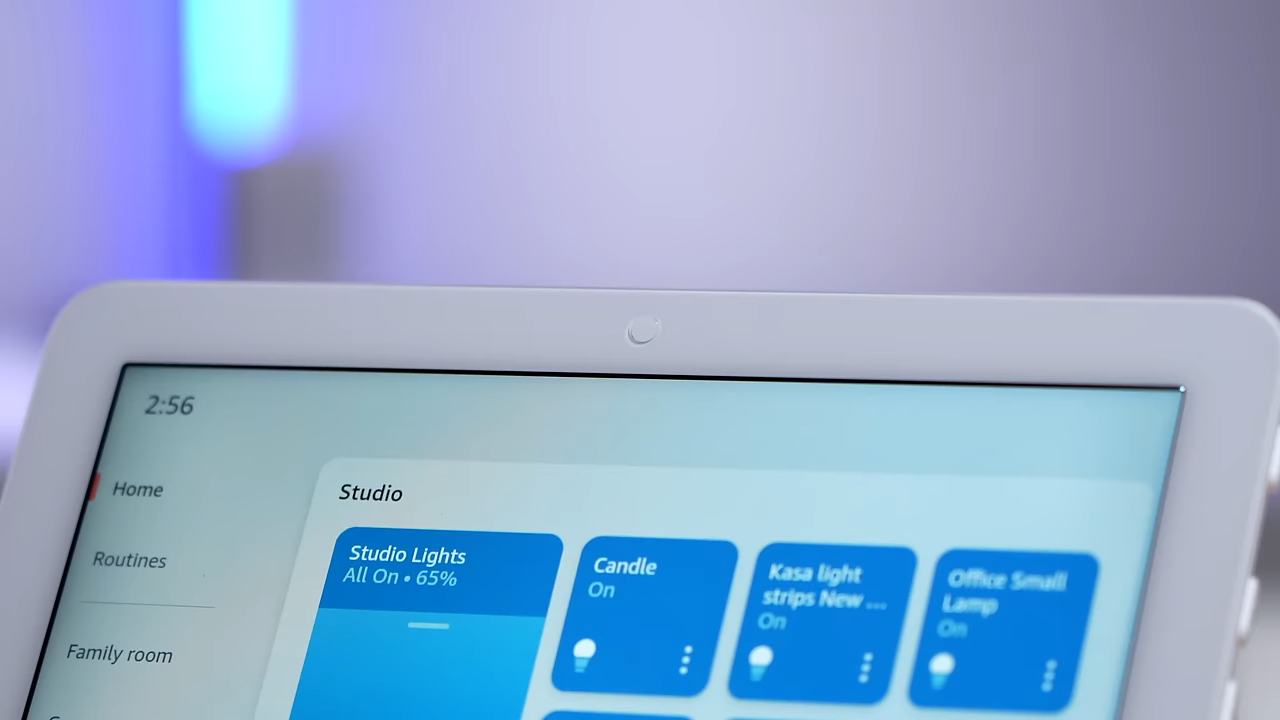 2:56
Home
Routines
Family room
Studio
Studio Lights
All On • 65%
Candle
On
Kasa light
strips New ...
On
Office Small
Lamp
On